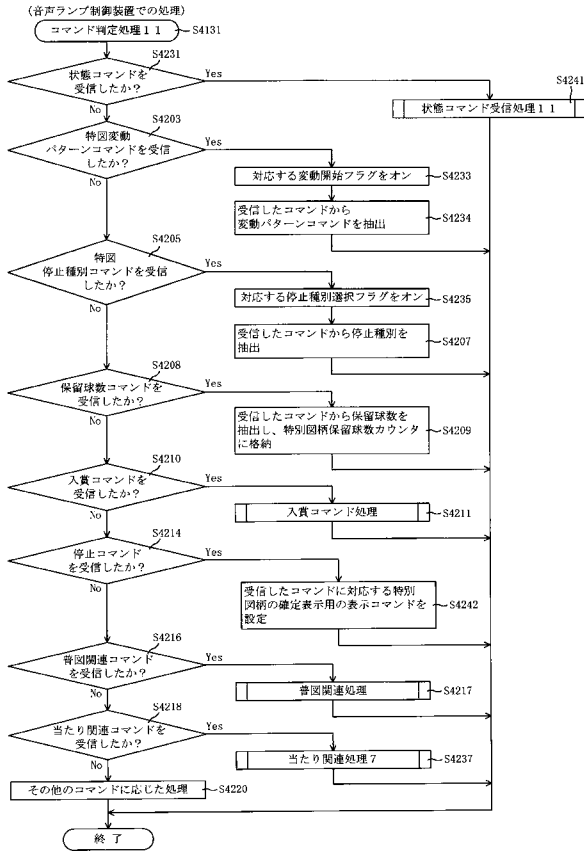 (音声ランプ制御装置での処理)
コマンド判定処理11
S4131
S4231
状態コマンドを
受信したか?
Yes
No
S4241
状態コマンド受信処理11
S4203
特図変動
パターンコマンドを受信
したか?
Yes
No
対応する変動開始フラグをオン
S4233
受信したコマンドから
変動パターンコマンドを抽出
S4234
S4205
特図
停止種別コマンドを受信
したか?
Yes
No
対応する停止種別選択フラグをオン
S4235
受信したコマンドから停止種別を
抽出
S4207
S4208
保留球数コマンドを
受信したか?
Yes
No
受信したコマンドから保留球数を
抽出し、特別図柄保留球数カウンタ
に格納
S4209
S4210
入賞コマンド
を受信したか?
Yes
No
入賞コマンド処理
S4211
S4214
停止コマンド
を受信したか?
Yes
No
受信したコマンドに対応する特別
図柄の確定表示用の表示コマンドを
設定
S4242
S4216
普図関連コマンド
を受信したか?
Yes
No
普図関連処理
S4217
S4218
当たり関連コマンドを
受信したか?
Yes
No
当たり関連処理7
S4237
その他のコマンドに応じた処理
S4220
終了